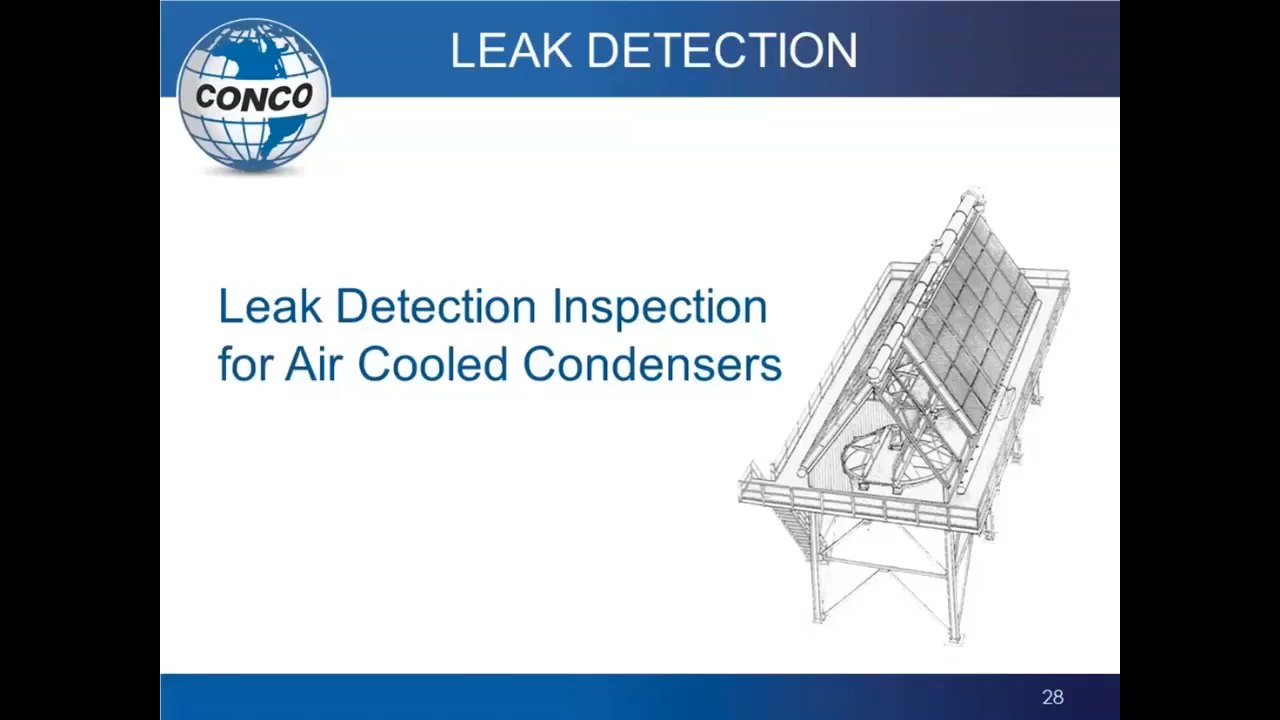 LEAK DETECTION
CONCO
Leak Detection Inspection
for Air Cooled Condensers
28